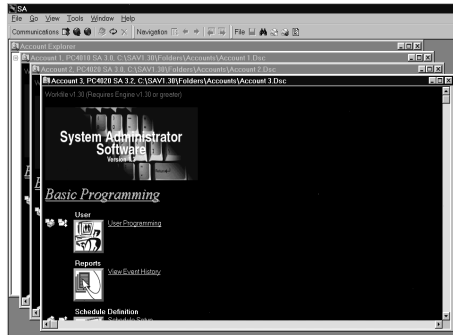 SA
File Go View Tools Window Help
Communications Navigation File
Account Explorer
Account 1, PC4010 SA 3.0, C:\SAV1.30\Folders\Accounts\Account 1.Dsc
Account 2, PC4020 SA 3.0, C:\SAV1.30\Folders\Accounts\Account 2.Dsc
Account 3, PC4020 SA 3.2, C:\SAV1.30\Folders\Accounts\Account 3.Dsc
Workfile v1.30 (Requires Engine v1.30 or greater)
System Administrator
Software
Basic Programming
User
User Programming
Reports
View Event History
Schedule Definition
Schedule Setup